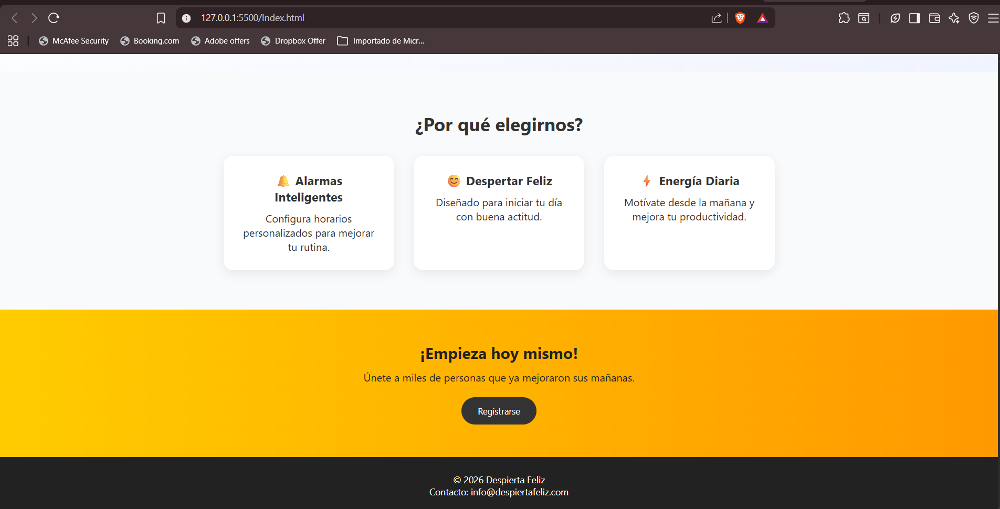 127.0.0.1:5500/Index.html
McAfee Security
Booking.com
Adobe offers
Dropbox Offer
Importado de Micr...
¿Por qué elegirnos?
🔔 Alarmas
Inteligentes
Configura horarios
personalizados para mejorar
tu rutina.
😊 Despertar Feliz
Diseñado para iniciar tu día
con buena actitud.
⚡ Energía Diaria
Motívate desde la mañana y
mejora tu productividad.
¡Empieza hoy mismo!
Únete a miles de personas que ya mejoraron sus mañanas.
Registrarse
© 2026 Despierta Feliz
Contacto: info@despiertafeliz.com